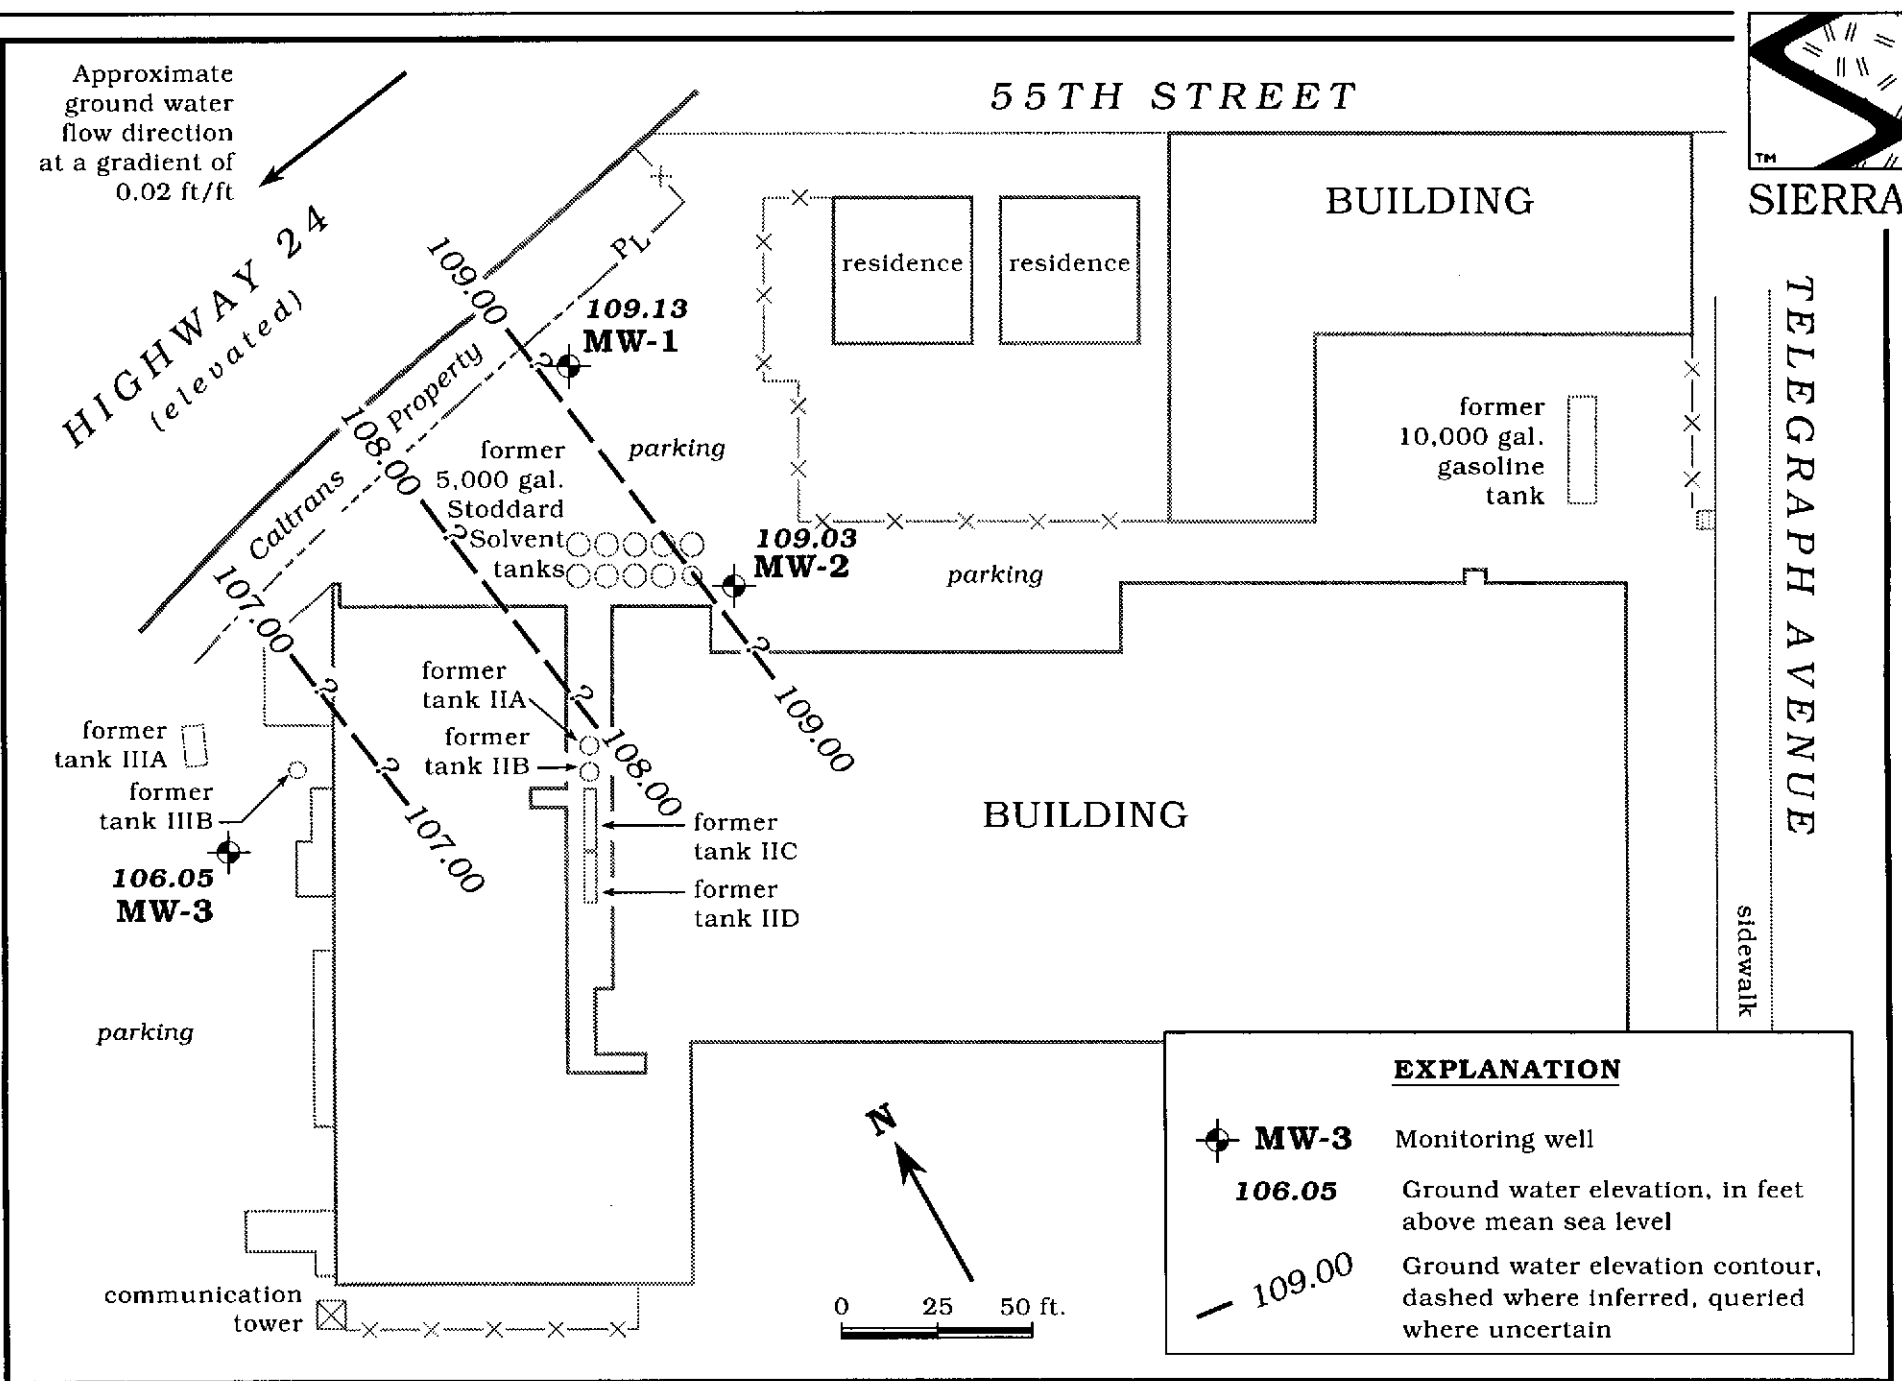 Approximate
ground water
flow direction
at a gradient of
0.02 ft/ft
55TH STREET
TM
SIERRA
HIGHWAY 24
(elevated)
BUILDING
residence
residence
PL
109.00
109.13
MW-1
?
Caltrans Property
TELEGRAPH AVENUE
former
10,000 gal.
gasoline
tank
parking
108.00
former
5,000 gal.
Stoddard
Solvent
tanks
?
109.03
MW-2
parking
107.00
?
109.00
former
tank IIA
?
?
former
tank IIB
108.00
former
tank IIIA
former
tank IIIB
?
107.00
BUILDING
former
tank IIC
former
tank IID
106.05
MW-3
sidewalk
parking
N
0 25 50 ft.
communication
tower
EXPLANATION
MW-3 Monitoring well
106.05 Ground water elevation, in feet
above mean sea level
109.00 Ground water elevation contour,
dashed where inferred, queried
where uncertain